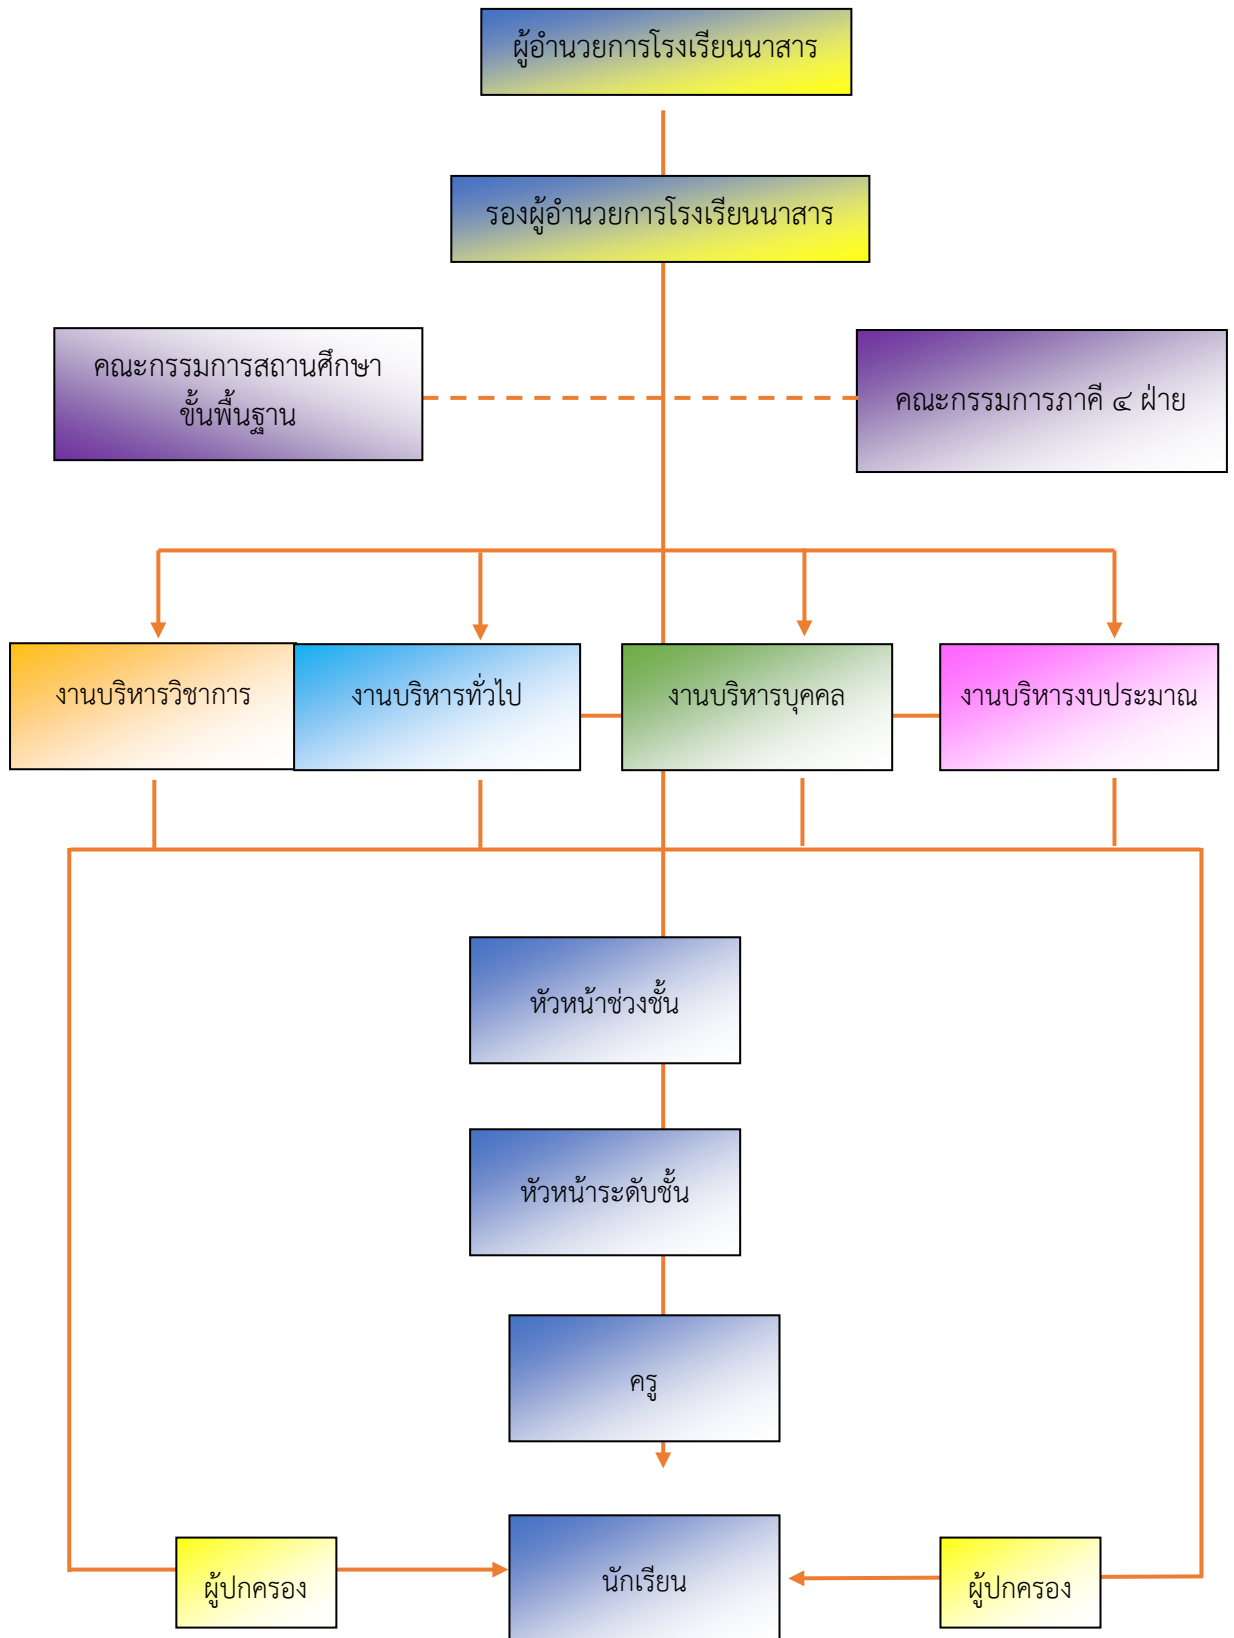 ผู้อำนวยการโรงเรียนนาสาร
รองผู้อำนวยการโรงเรียนนาสาร
คณะกรรมการสถานศึกษา
ขั้นพื้นฐาน
คณะกรรมการภาคี ๔ ฝ่าย
งานบริหารวิชาการ
งานบริหารทั่วไป
งานบริหารบุคคล
งานบริหารงบประมาณ
หัวหน้าช่วงชั้น
หัวหน้าระดับชั้น
ครู
ผู้ปกครอง
นักเรียน
ผู้ปกครอง